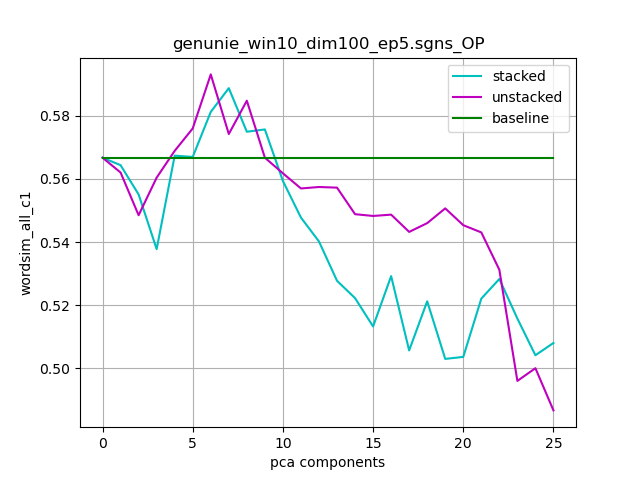 genunie_win10_dim100_ep5.sgns_OP
stacked
unstacked
baseline
wordsim_all_c1
0.58
0.56
0.54
0.52
0.50
0 5 10 15 20 25
pca components